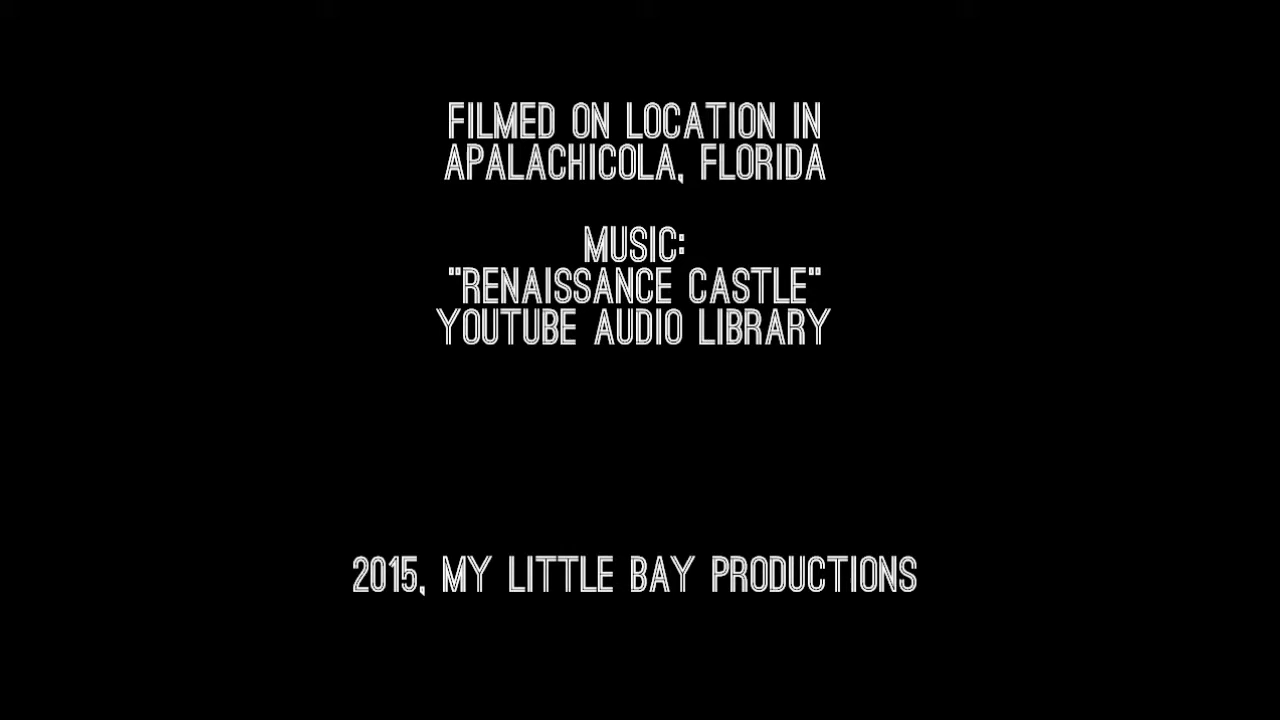 FILMED ON LOCATION IN
APALACHICOLA, FLORIDA
MUSIC:
"RENAISSANCE CASTLE"
YOUTUBE AUDIO LIBRARY
2015, MY LITTLE BAY PRODUCTIONS